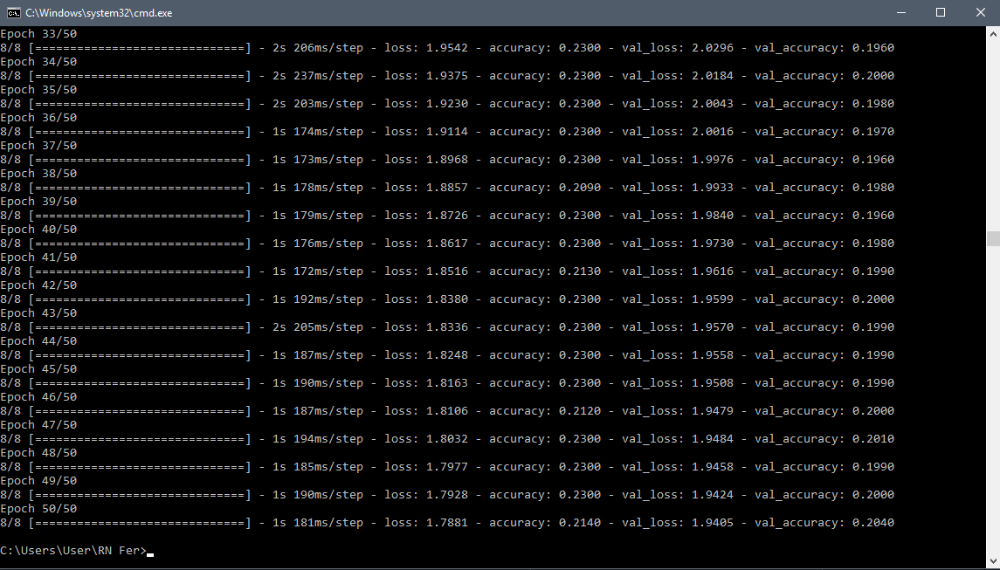 C:\Windows\system32\cmd.exe
Epoch 33/50
8/8 [==============================] - 2s 206ms/step - loss: 1.9542 - accuracy: 0.2300 - val_loss: 2.0296 - val_accuracy: 0.1960
Epoch 34/50
8/8 [==============================] - 2s 237ms/step - loss: 1.9375 - accuracy: 0.2300 - val_loss: 2.0184 - val_accuracy: 0.2000
Epoch 35/50
8/8 [==============================] - 2s 203ms/step - loss: 1.9230 - accuracy: 0.2300 - val_loss: 2.0043 - val_accuracy: 0.1980
Epoch 36/50
8/8 [==============================] - 1s 174ms/step - loss: 1.9114 - accuracy: 0.2300 - val_loss: 2.0016 - val_accuracy: 0.1970
Epoch 37/50
8/8 [==============================] - 1s 173ms/step - loss: 1.8968 - accuracy: 0.2300 - val_loss: 1.9976 - val_accuracy: 0.1960
Epoch 38/50
8/8 [==============================] - 1s 178ms/step - loss: 1.8857 - accuracy: 0.2090 - val_loss: 1.9933 - val_accuracy: 0.1980
Epoch 39/50
8/8 [==============================] - 1s 179ms/step - loss: 1.8726 - accuracy: 0.2300 - val_loss: 1.9840 - val_accuracy: 0.1960
Epoch 40/50
8/8 [==============================] - 1s 176ms/step - loss: 1.8617 - accuracy: 0.2300 - val_loss: 1.9730 - val_accuracy: 0.1980
Epoch 41/50
8/8 [==============================] - 1s 172ms/step - loss: 1.8516 - accuracy: 0.2130 - val_loss: 1.9616 - val_accuracy: 0.1990
Epoch 42/50
8/8 [==============================] - 1s 192ms/step - loss: 1.8380 - accuracy: 0.2300 - val_loss: 1.9599 - val_accuracy: 0.2000
Epoch 43/50
8/8 [==============================] - 2s 205ms/step - loss: 1.8336 - accuracy: 0.2300 - val_loss: 1.9570 - val_accuracy: 0.1990
Epoch 44/50
8/8 [==============================] - 1s 187ms/step - loss: 1.8248 - accuracy: 0.2300 - val_loss: 1.9558 - val_accuracy: 0.1990
Epoch 45/50
8/8 [==============================] - 1s 190ms/step - loss: 1.8163 - accuracy: 0.2300 - val_loss: 1.9508 - val_accuracy: 0.1990
Epoch 46/50
8/8 [==============================] - 1s 187ms/step - loss: 1.8106 - accuracy: 0.2120 - val_loss: 1.9479 - val_accuracy: 0.2000
Epoch 47/50
8/8 [==============================] - 1s 194ms/step - loss: 1.8032 - accuracy: 0.2300 - val_loss: 1.9484 - val_accuracy: 0.2010
Epoch 48/50
8/8 [==============================] - 1s 185ms/step - loss: 1.7977 - accuracy: 0.2300 - val_loss: 1.9458 - val_accuracy: 0.1990
Epoch 49/50
8/8 [==============================] - 1s 190ms/step - loss: 1.7928 - accuracy: 0.2300 - val_loss: 1.9424 - val_accuracy: 0.2000
Epoch 50/50
8/8 [==============================] - 1s 181ms/step - loss: 1.7881 - accuracy: 0.2140 - val_loss: 1.9405 - val_accuracy: 0.2040
C:\Users\User\RN Fer>